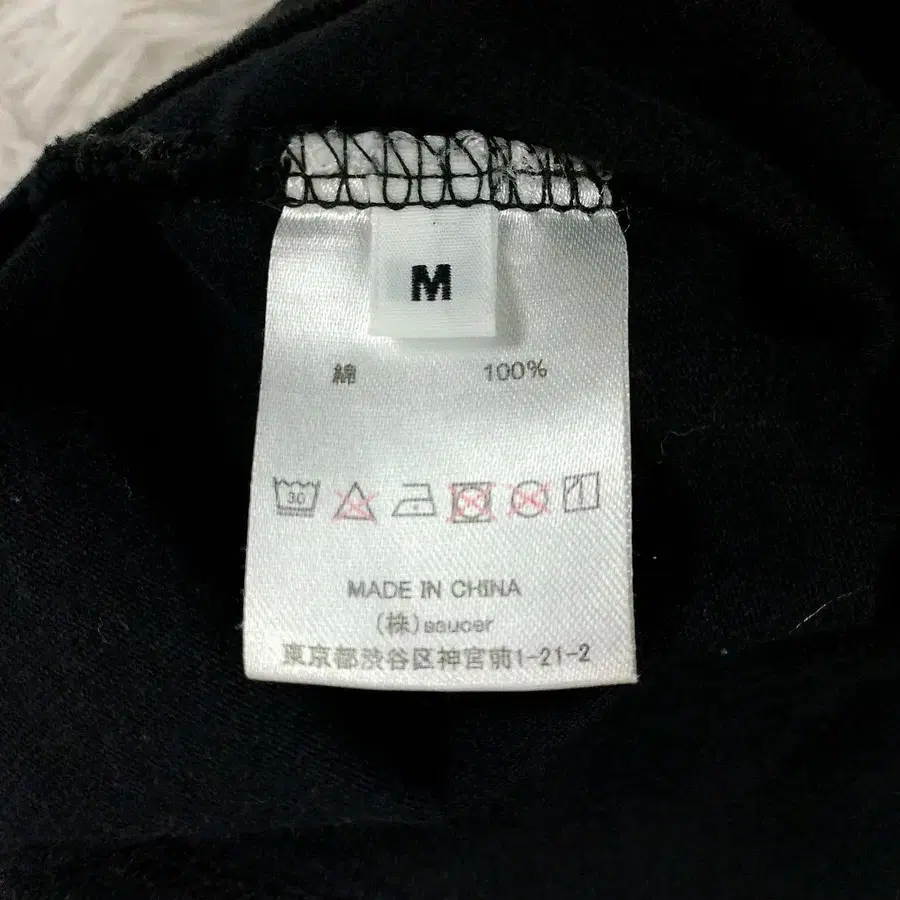 M
綿 100%
30
MADE IN CHINA
(株)saucer
東京都渋谷区神宮前1-21-2